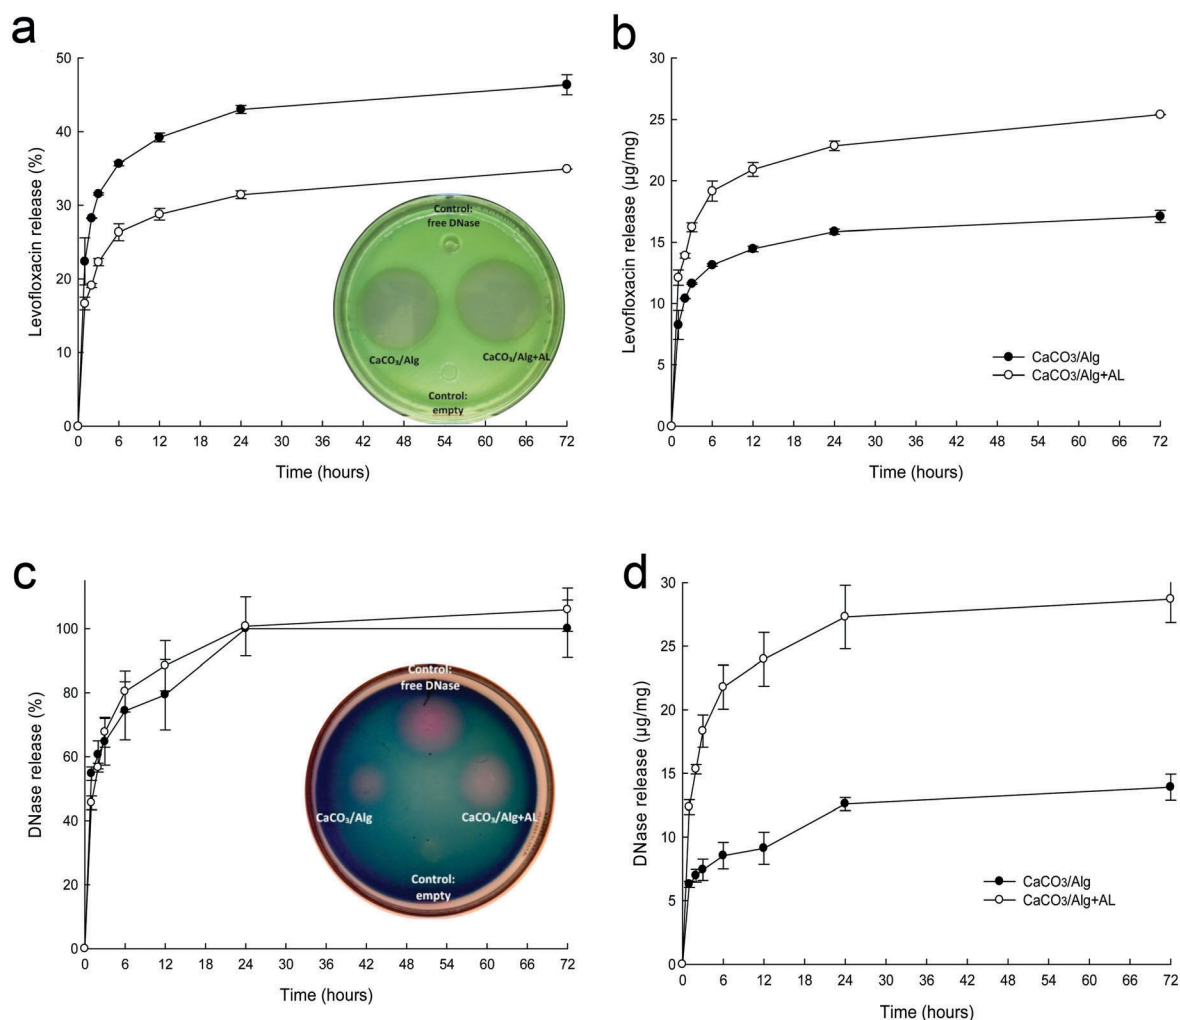 a
50
40
30
20
10
0
Levofloxacin release (%)
0 6 12 18 24 30 36 42 48 54 60 66 72
Time (hours)
Control:
free DNase
CaCO₃/Alg
CaCO₃/Alg+AL
Control:
empty
b
30
25
20
15
10
5
0
Levofloxacin release (µg/mg)
CaCO3/Alg
CaCO3/Alg+AL
0 6 12 18 24 30 36 42 48 54 60 66 72
Time (hours)
c
100
80
60
40
20
0
DNase release (%)
0 6 12 18 24 30 36 42 48 54 60 66 72
Time (hours)
Control:
free DNase
CaCO₃/Alg
CaCO₃/Alg+AL
Control:
empty
d
30
25
20
15
10
5
0
DNase release (µg/mg)
CaCO3/Alg
CaCO3/Alg+AL
0 6 12 18 24 30 36 42 48 54 60 66 72
Time (hours)